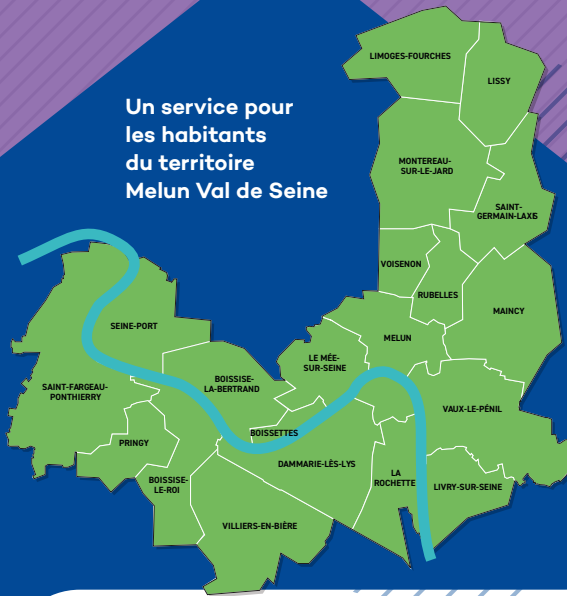 Un service pour
les habitants
du territoire
Melun Val de Seine
LIMOGES-FOURCHES
LISSY
MONTEREAU-
SUR-LE-JARD
SAINT-
GERMAIN-LAXIS
VOISENON
RUBELLES
MAINCY
SEINE-PORT
MELUN
LE MÉE-
SUR-SEINE
SAINT-FARGEAU-
PONTHIERRY
BOISSISE-
LA-BERTRAND
VAUX-LE-PÉNIL
BOISSETTES
PRINGY
DAMMARIE-LÈS-LYS
BOISSISE-
LE-ROI
LA
ROCHETTE
LIVRY-SUR-SEINE
VILLIERS-EN-BIÈRE